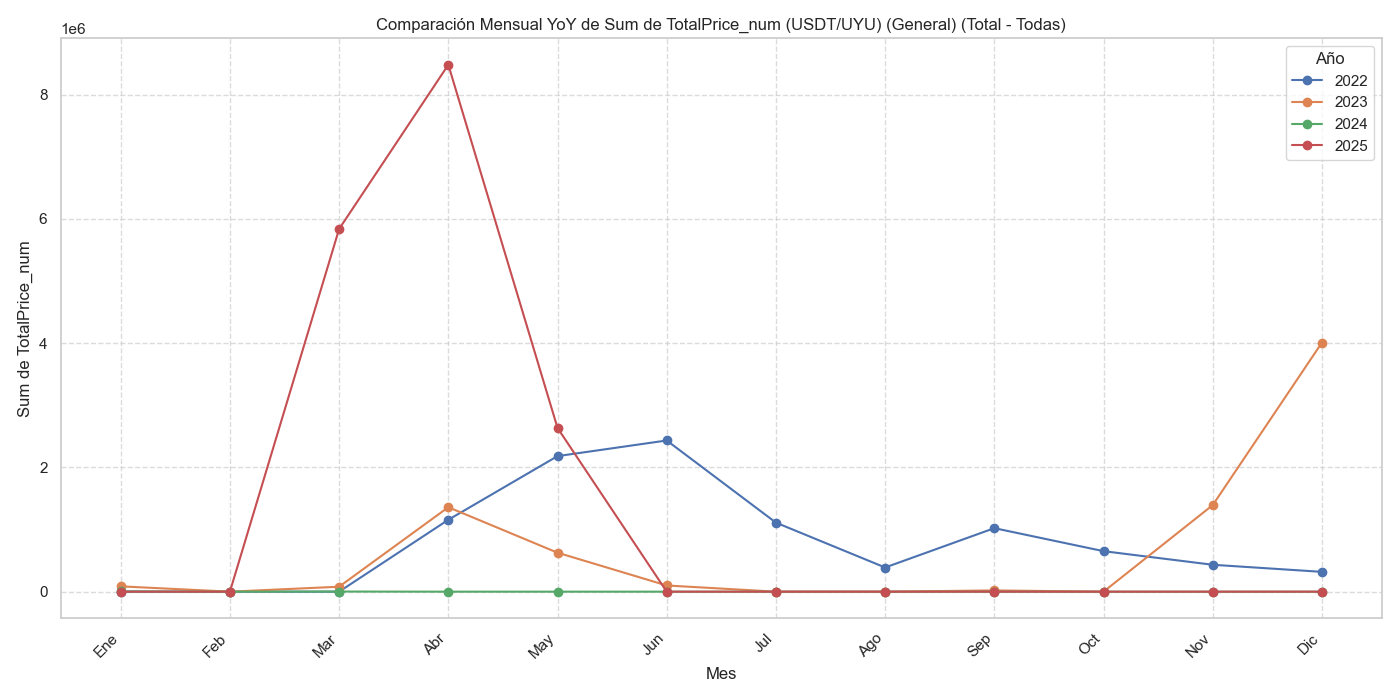 Comparación Mensual YoY de Sum de TotalPrice_num (USDT/UYU) (General) (Total - Todas)
1e6
Año
2022
2023
2024
2025
8
6
4
2
0
Sum de TotalPrice_num
Ene
Feb
Mar
Abr
May
Jun
Jul
Ago
Sep
Oct
Nov
Dic
Mes